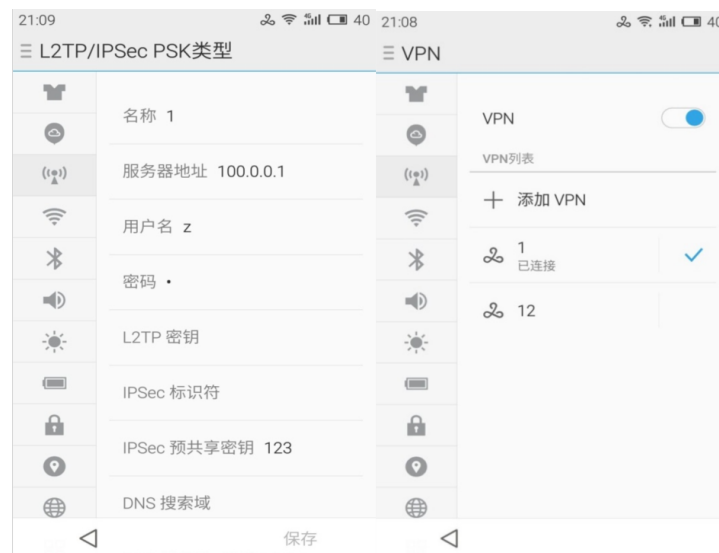 21:09 40
L2TP/IPSec PSK类型
名称 1
服务器地址 100.0.0.1
用户名 z
密码 •
L2TP 密钥
IPSec 标识符
IPSec 预共享密钥 123
DNS 搜索域
保存
21:08 40
VPN
VPN
VPN列表
添加 VPN
1
已连接
12